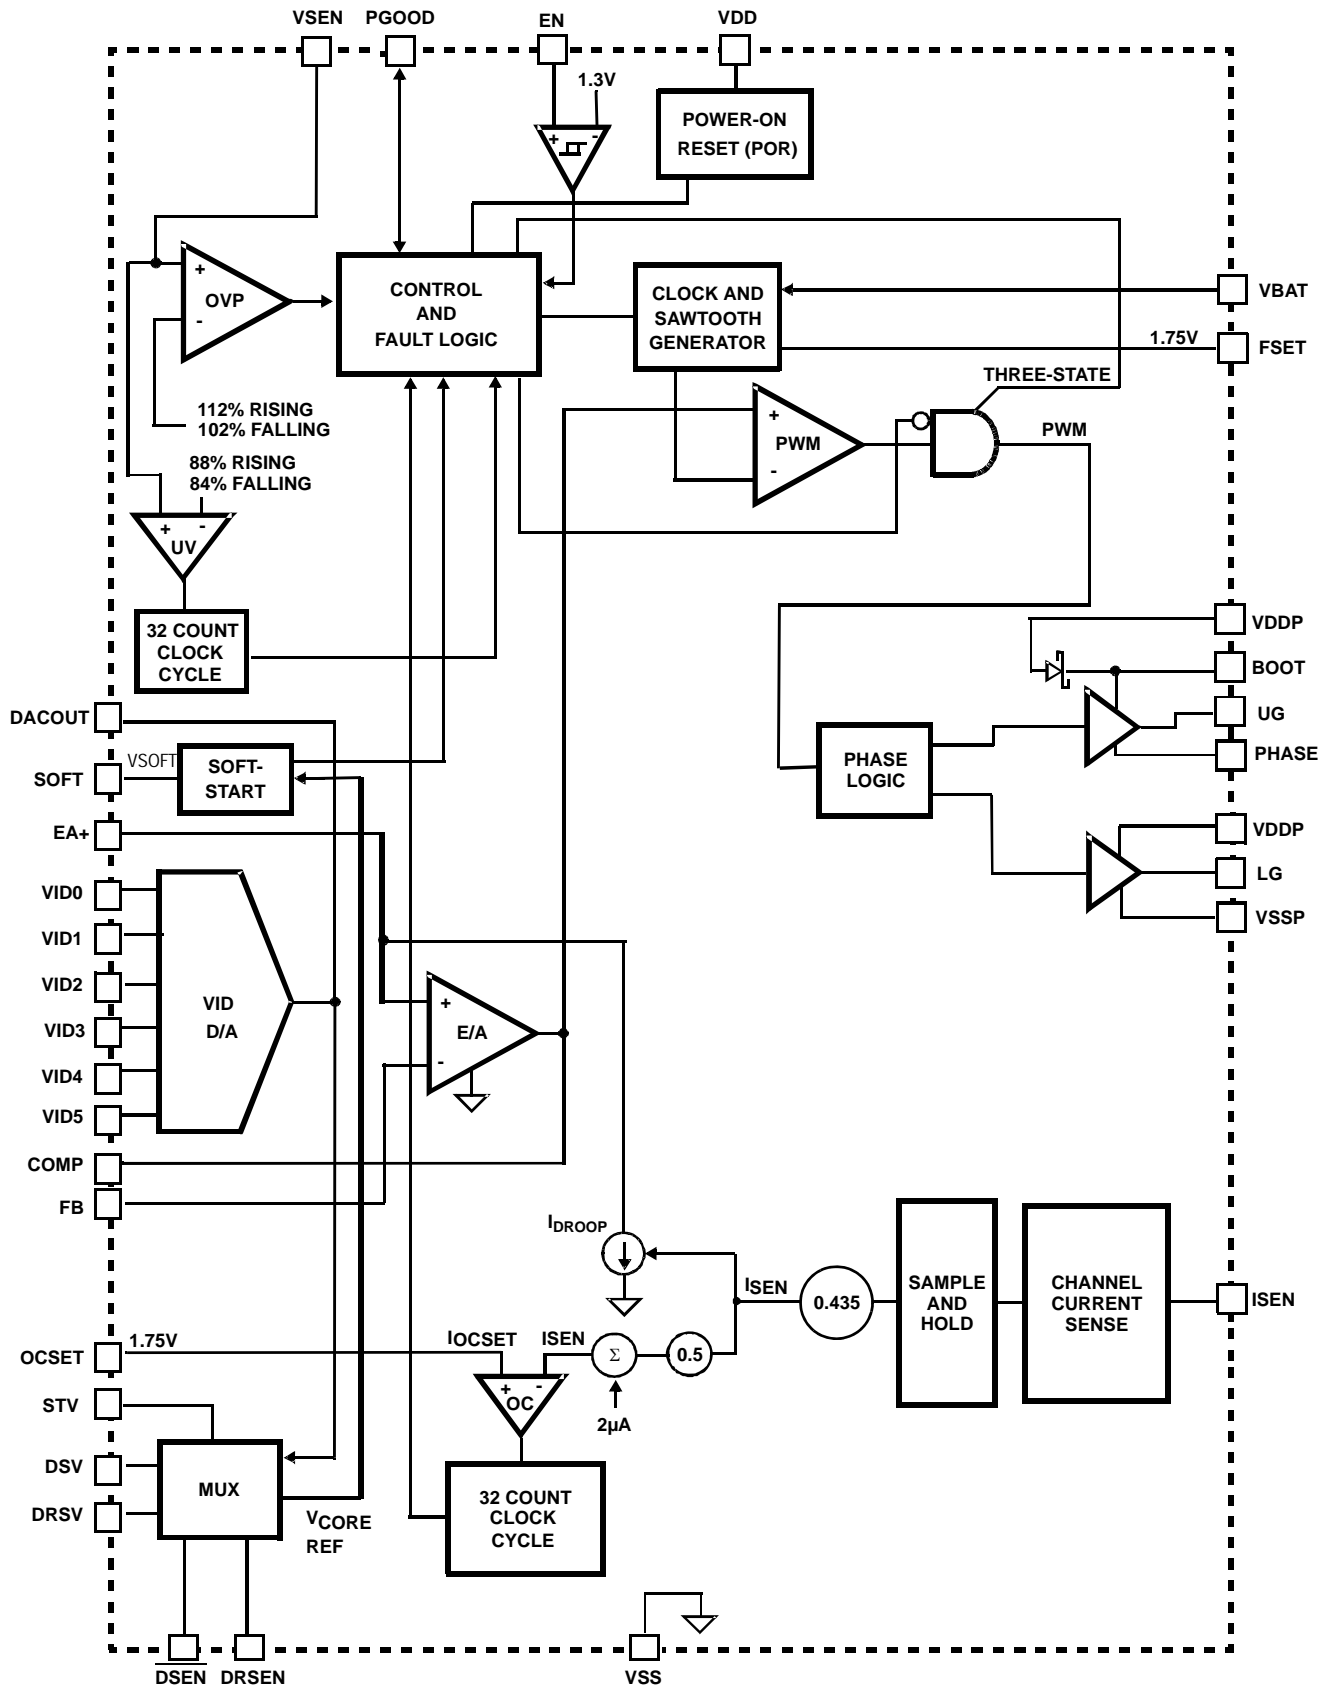 VSEN PGOOD EN VDD
1.3V
+ -
POWER-ON
RESET (POR)
+
OVP
-
CONTROL
AND
FAULT LOGIC
CLOCK AND
SAWTOOTH
GENERATOR
VBAT
1.75V
FSET
THREE-STATE
112% RISING
102% FALLING
88% RISING
84% FALLING
+
PWM
-
PWM
+ -
UV
32 COUNT
CLOCK
CYCLE
VDDP
BOOT
UG
PHASE
VDDP
LG
VSSP
PHASE
LOGIC
DACOUT
VSOFT
SOFT
SOFT-
START
EA+
VID0
VID1
VID2
VID3
VID4
VID5
VID
D/A
+
E/A
-
COMP
FB
IDROOP
ISEN
0.435
SAMPLE
AND
HOLD
CHANNEL
CURRENT
SENSE
ISEN
1.75V
OCSET
IOCSET
ISEN
Σ
0.5
2µA
+ -
OC
STV
DSV
DRSV
MUX
VCORE
REF
32 COUNT
CLOCK
CYCLE
DSEN DRSEN
VSS